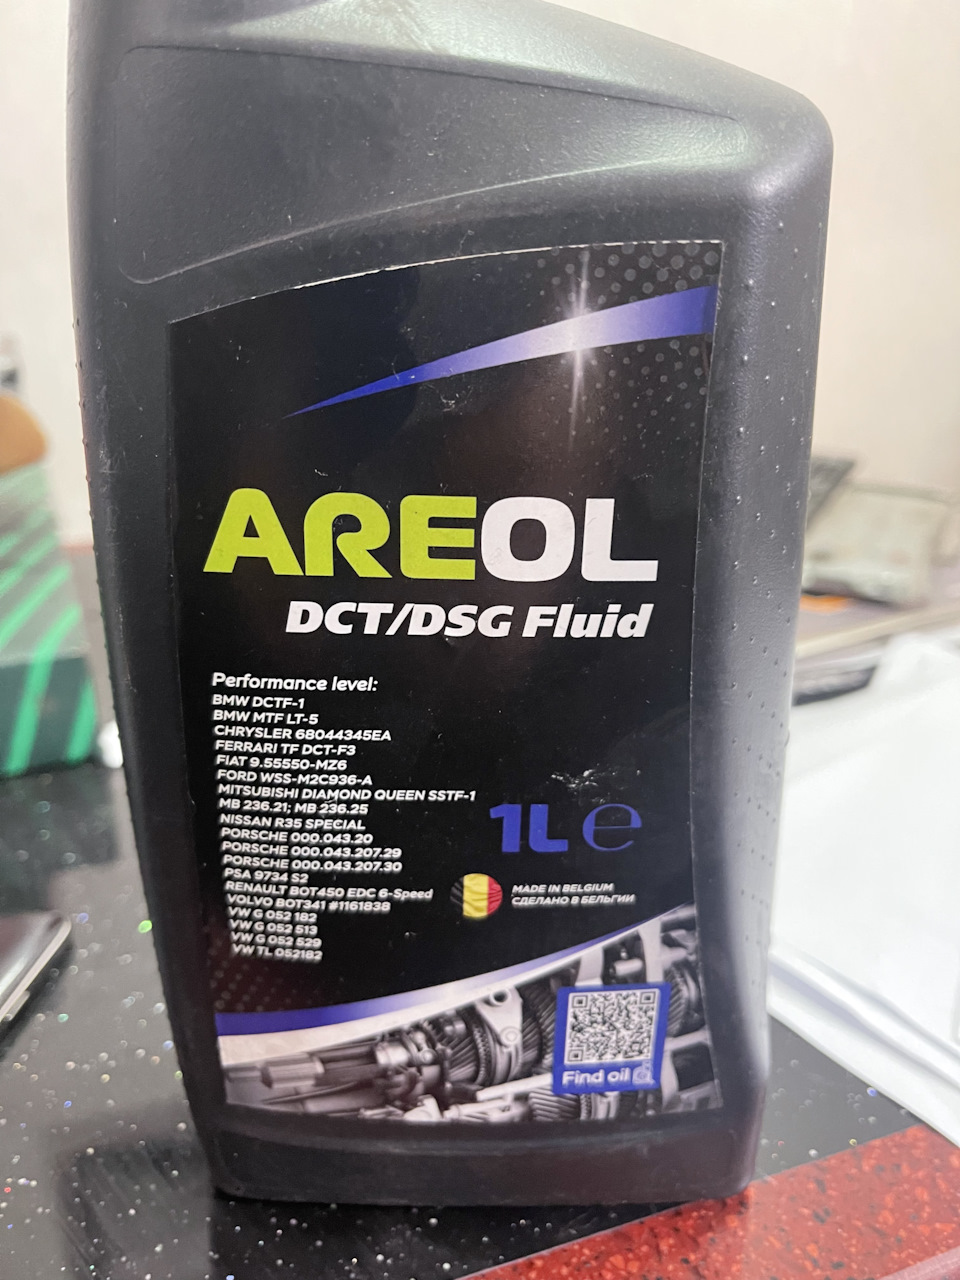 AREOL
DCT/DSG Fluid
Performance level:
BMW DCTF-1
BMW MTF LT-5
CHRYSLER 68044345EA
FERRARI TF DCT-F3
FIAT 9.55550-MZ6
FORD WSS-M2C936-A
MITSUBISHI DIAMOND QUEEN SSTF-1
MB 236.21; MB 236.25
NISSAN R35 SPECIAL
PORSCHE 000.043.20
PORSCHE 000.043.207.29
PORSCHE 000.043.207.30
PSA 9734 S2
RENAULT BOT450 EDC 6-Speed
VOLVO BOT341 #1161838
VW G 052 182
VW G 052 513
VW G 052 529
VW TL 052182
1L e
MADE IN BELGIUM
СДЕЛАНО В БЕЛЬГИИ
Find oil